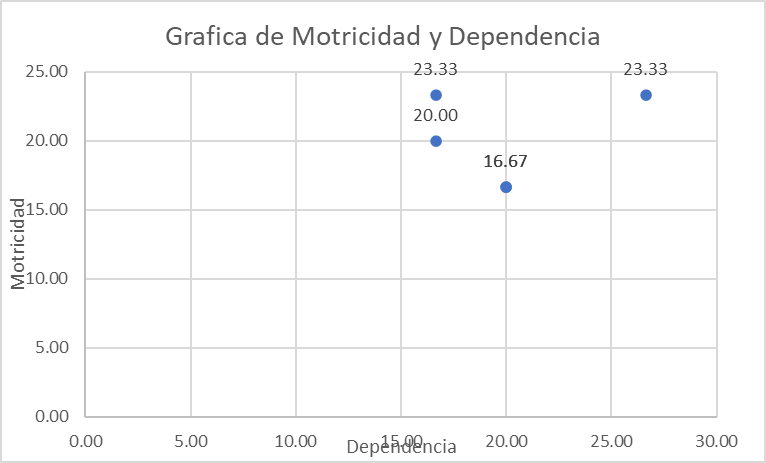 Grafica de Motricidad y Dependencia
25.00
23.33
23.33
20.00
20.00
16.67
15.00
10.00
5.00
0.00
Motricidad
0.00 5.00 10.00 15.00 20.00 25.00 30.00
Dependencia